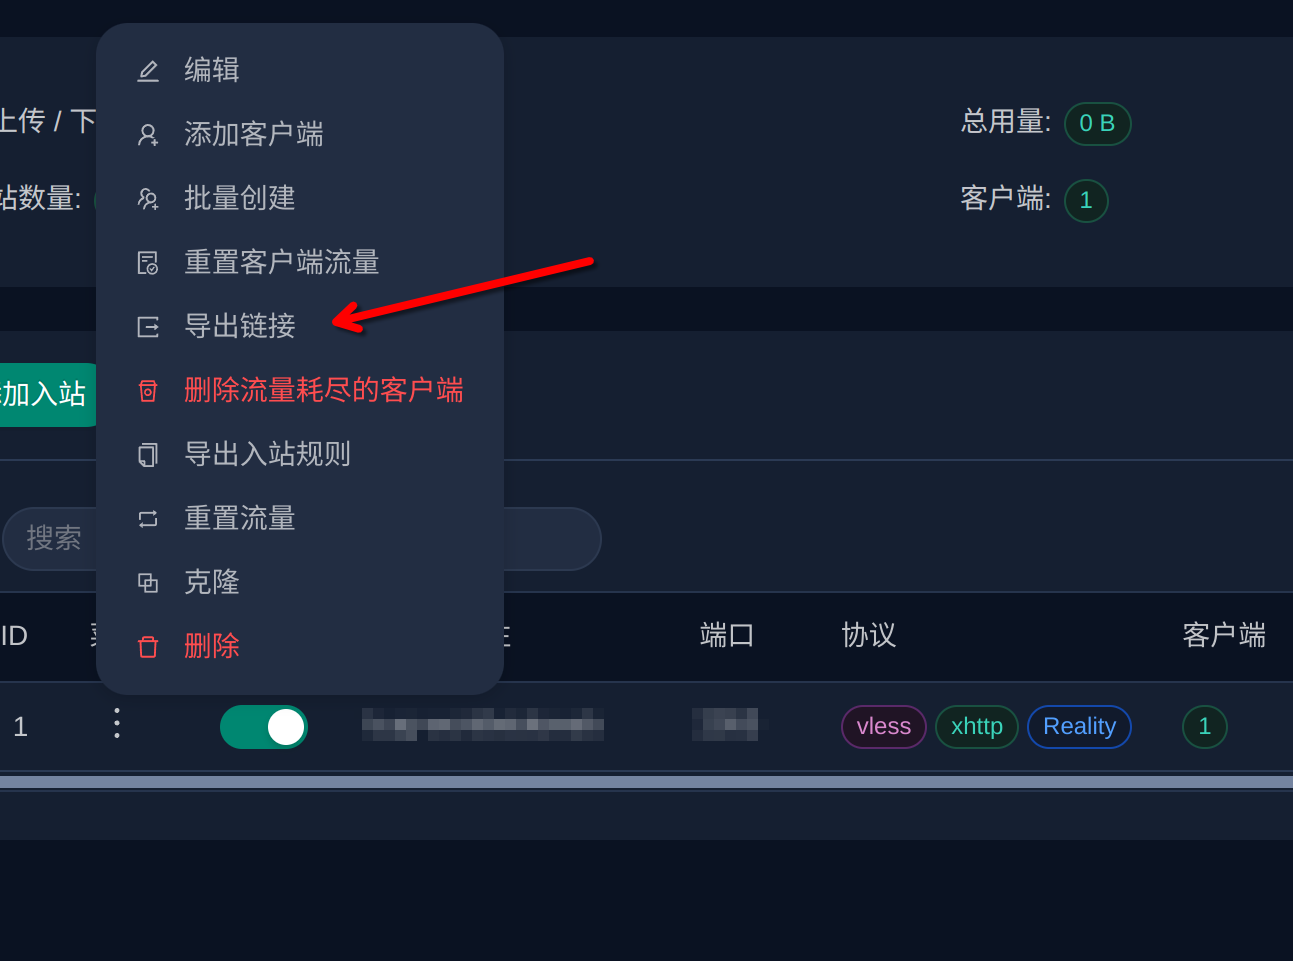 编辑
添加客户端
批量创建
重置客户端流量
导出链接
删除流量耗尽的客户端
导出入站规则
重置流量
克隆
删除
上传 / 下
总用量: 0 B
站数量:
客户端: 1
加入站
搜索
ID
端口
协议
客户端
1
vless
xhttp
Reality
1